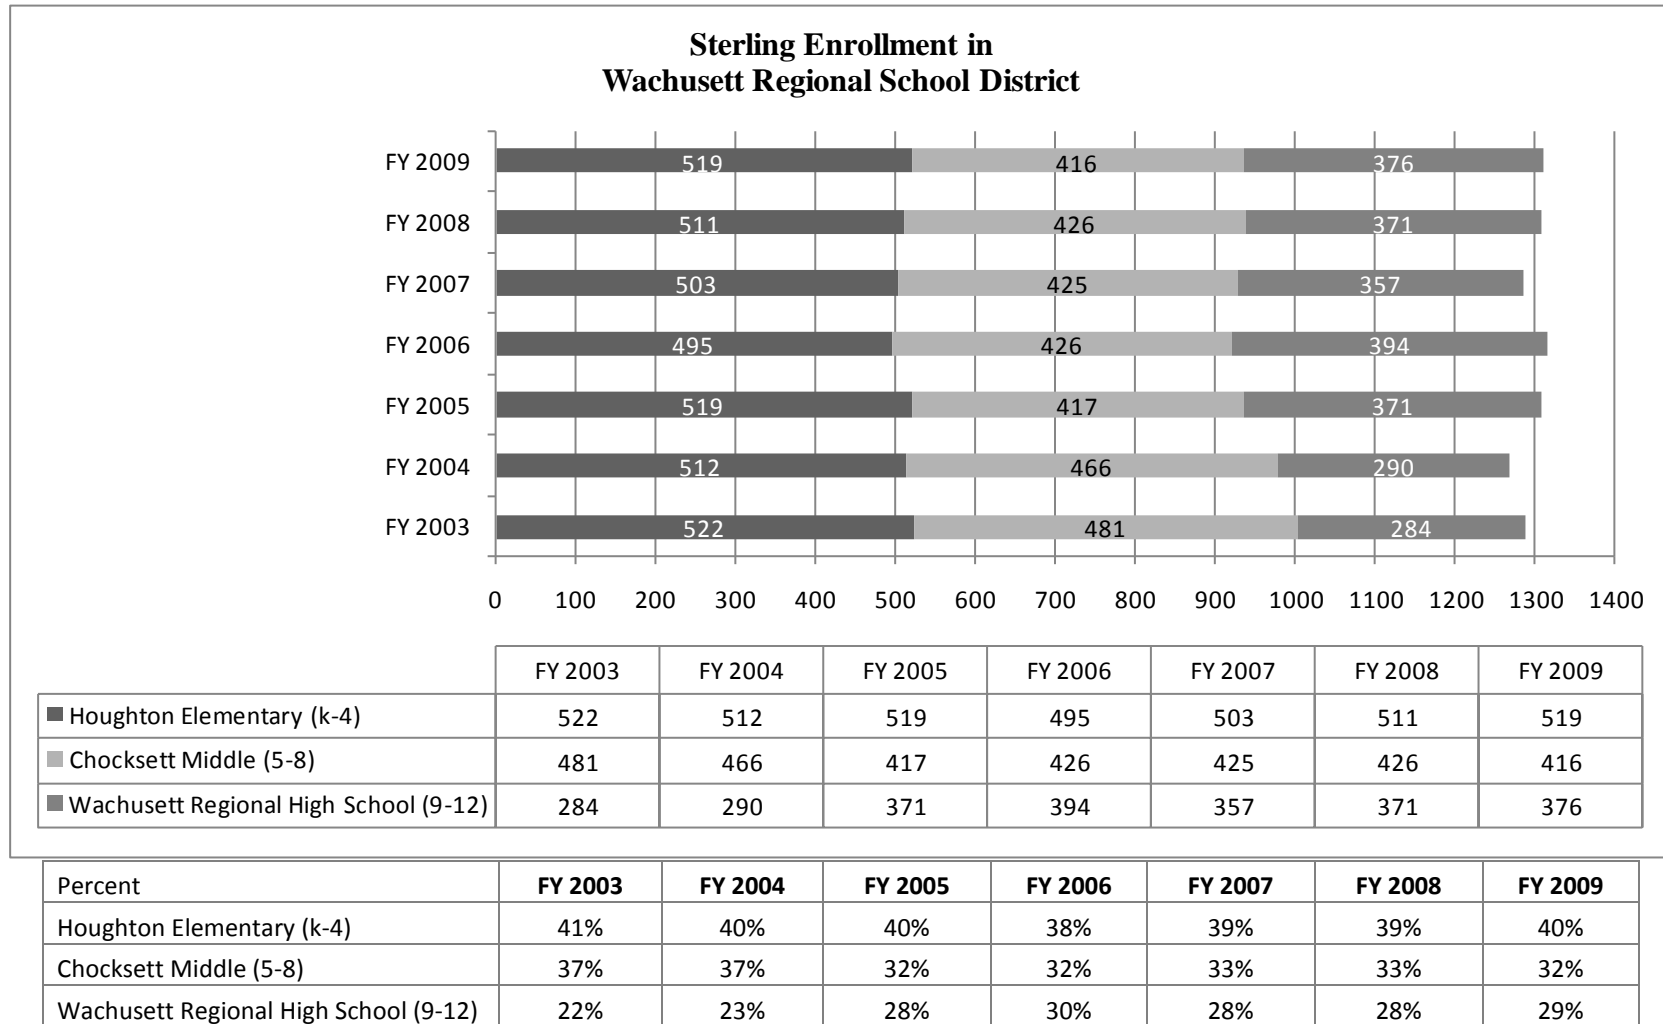 Sterling Enrollment in
Wachusett Regional School District
FY 2009 519 416 376
FY 2008 511 426 371
FY 2007 503 425 357
FY 2006 495 426 394
FY 2005 519 417 371
FY 2004 512 466 290
FY 2003 522 481 284
0 100 200 300 400 500 600 700 800 900 1000 1100 1200 1300 1400
FY 2003 FY 2004 FY 2005 FY 2006 FY 2007 FY 2008 FY 2009
Houghton Elementary (k-4) 522 512 519 495 503 511 519
Chocksett Middle (5-8) 481 466 417 426 425 426 416
Wachusett Regional High School (9-12) 284 290 371 394 357 371 376
Percent FY 2003 FY 2004 FY 2005 FY 2006 FY 2007 FY 2008 FY 2009
Houghton Elementary (k-4) 41% 40% 40% 38% 39% 39% 40%
Chocksett Middle (5-8) 37% 37% 32% 32% 33% 33% 32%
Wachusett Regional High School (9-12) 22% 23% 28% 30% 28% 28% 29%